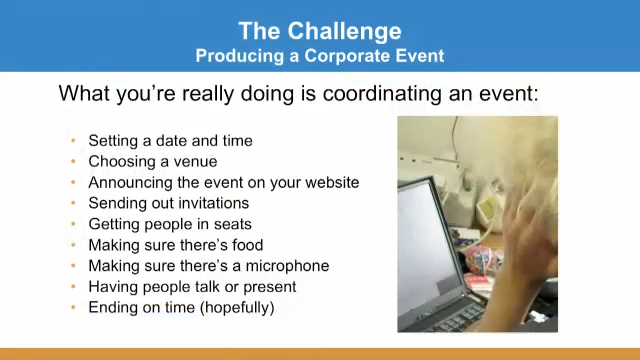 The Challenge
Producing a Corporate Event
What you're really doing is coordinating an event:
• Setting a date and time
• Choosing a venue
• Announcing the event on your website
• Sending out invitations
• Getting people in seats
• Making sure there's food
• Making sure there's a microphone
• Having people talk or present
• Ending on time (hopefully)